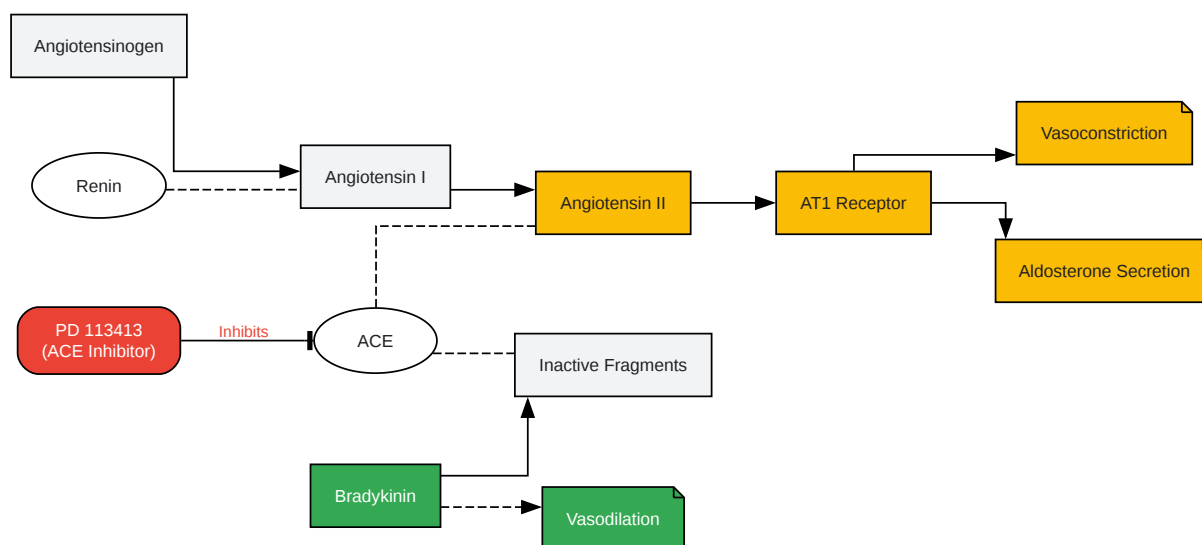 Angiotensinogen
Vasoconstriction
Renin
Angiotensin I
Angiotensin II
AT1 Receptor
Aldosterone Secretion
PD 113413
(ACE Inhibitor)
Inhibits
ACE
Inactive Fragments
Bradykinin
Vasodilation